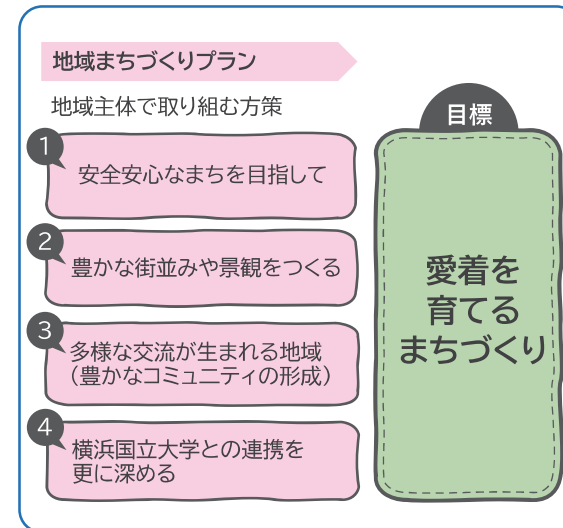 地域まちづくりプラン
地域主体で取り組む方策
1
安全安心なまちを目指して
2
豊かな街並みや景観をつくる
3
多様な交流が生まれる地域
(豊かなコミュニティの形成)
4
横浜国立大学との連携を
更に深める
目標
愛着を
育てる
まちづくり